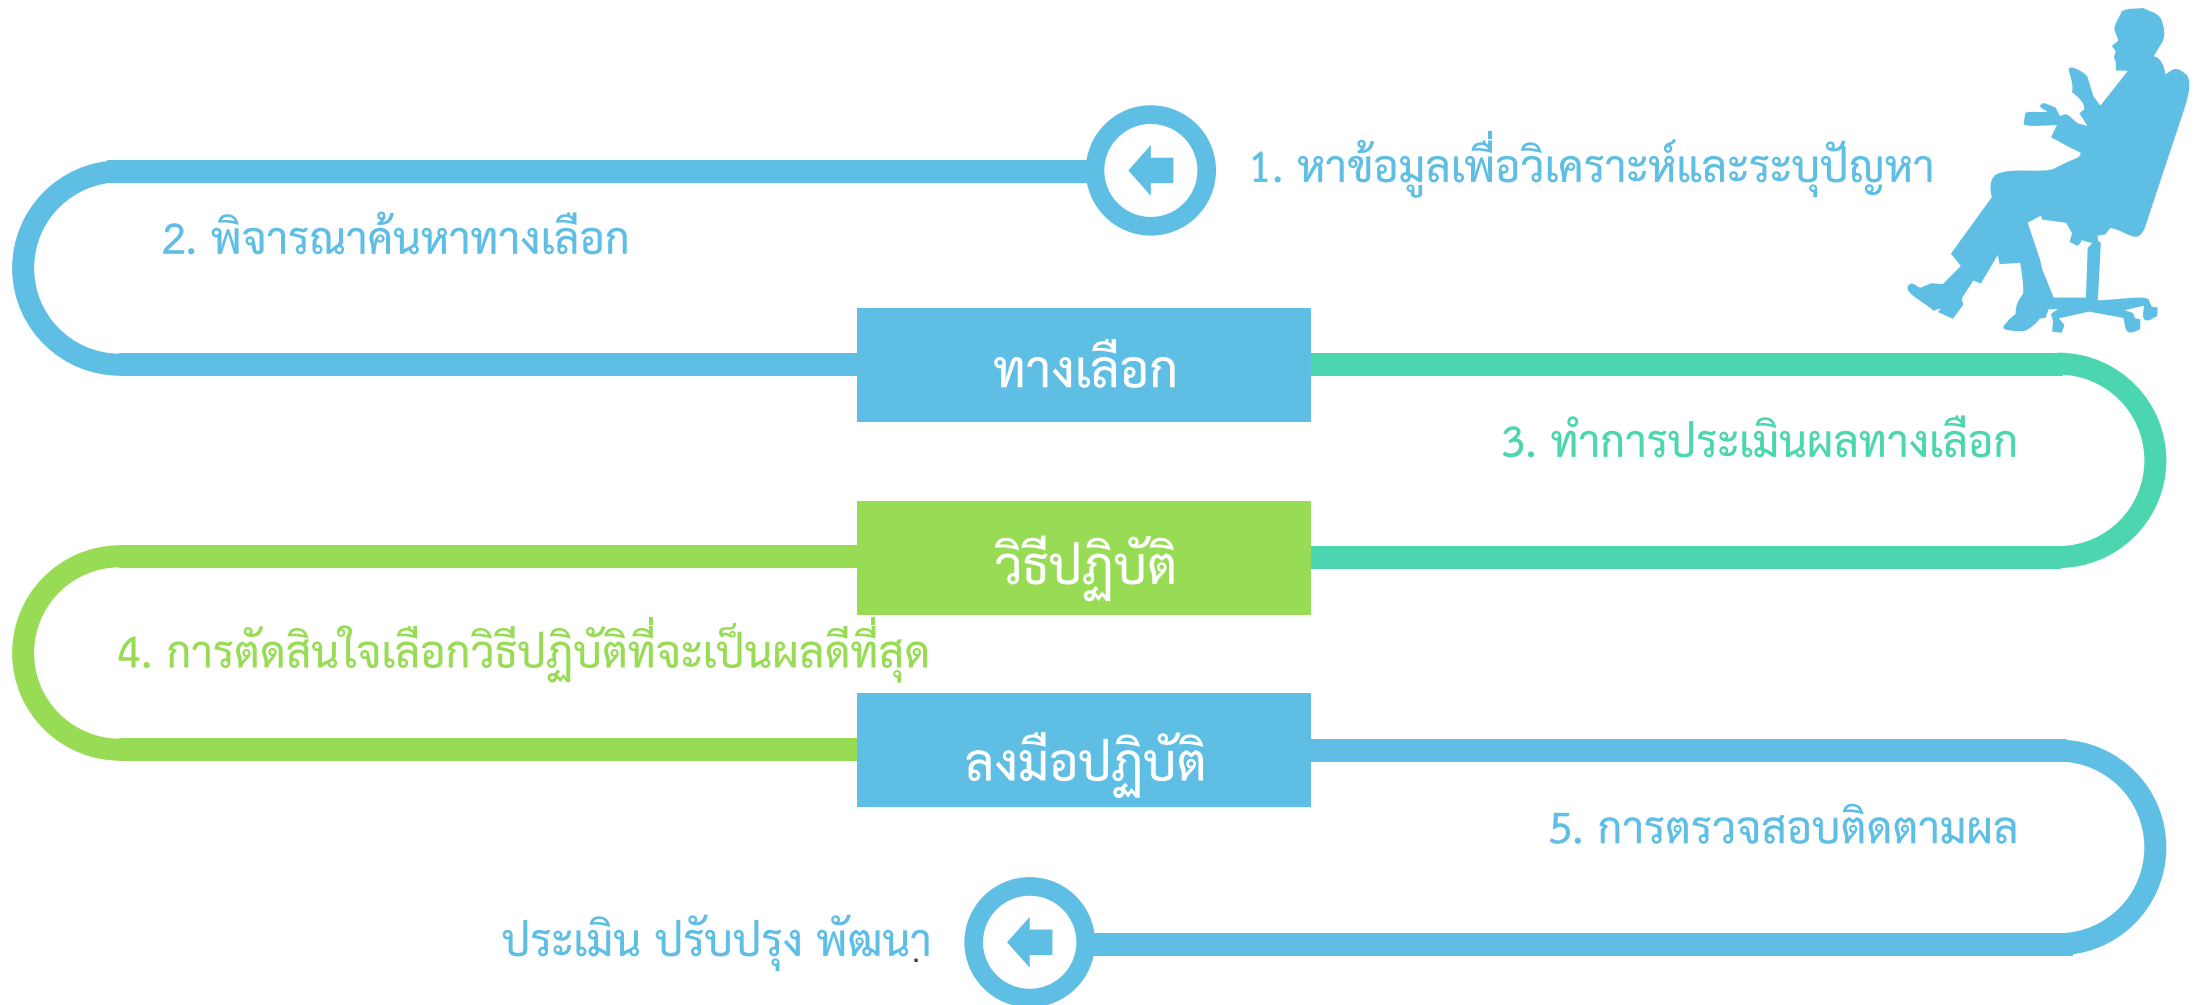 1. หาข้อมูลเพื่อวิเคราะห์และระบุปัญหา
2. พิจารณาค้นหาทางเลือก
ทางเลือก
3. ทำการประเมินผลทางเลือก
วิธีปฏิบัติ
4. การตัดสินใจเลือกวิธีปฏิบัติที่จะเป็นผลดีที่สุด
ลงมือปฏิบัติ
5. การตรวจสอบติดตามผล
ประเมิน ปรับปรุง พัฒนา